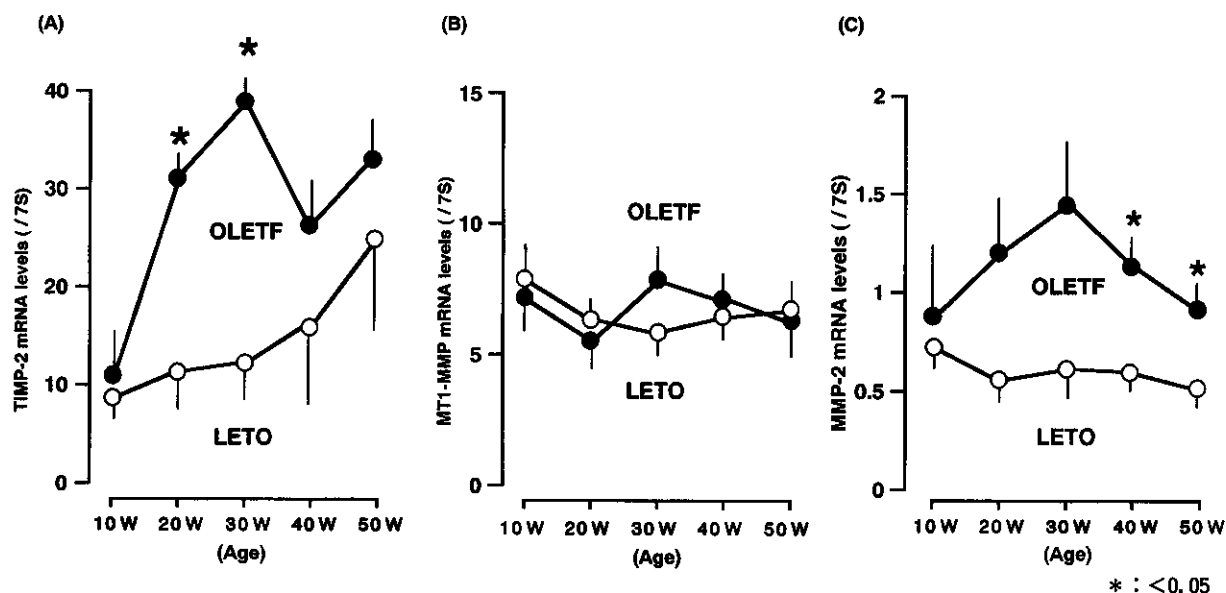 (A)
TIMP-2 mRNA levels ( / 7S)
40
30
20
10
0
*
*
OLETF
LETO
10 W 20 W 30 W 40 W 50 W
(Age)
(B)
MT1-MMP mRNA levels ( / 7S)
15
10
5
0
OLETF
LETO
10 W 20 W 30 W 40 W 50 W
(Age)
(C)
MMP-2 mRNA levels ( / 7S)
2
1.5
1
0.5
0
*
*
OLETF
LETO
10 W 20 W 30 W 40 W 50 W
(Age)
* : <0.05